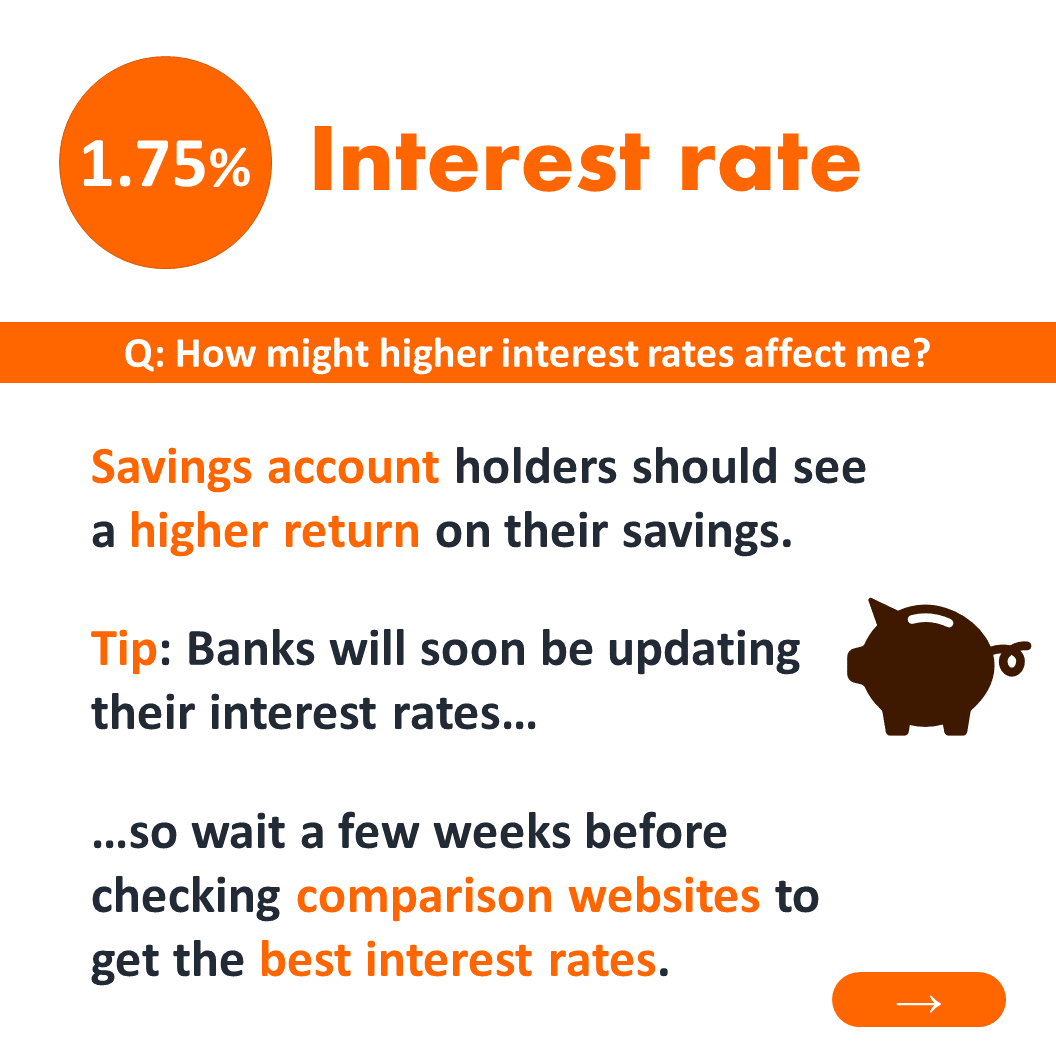 1.75% Interest rate
Q: How might higher interest rates affect me?
Savings account holders should see
a higher return on their savings.
Tip: Banks will soon be updating
their interest rates...
...so wait a few weeks before
checking comparison websites to
get the best interest rates.
→